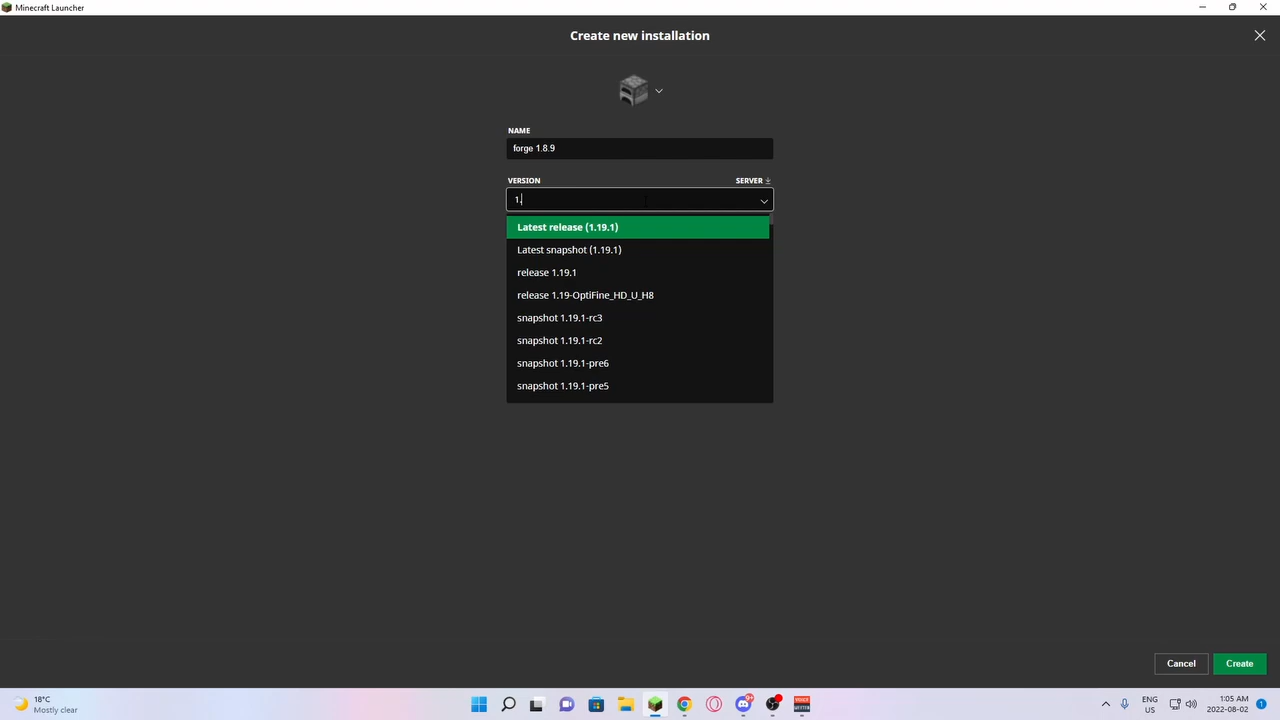 Minecraft Launcher
Create new installation
NAME
forge 1.8.9
VERSION
SERVER
1.
Latest release (1.19.1)
Latest snapshot (1.19.1)
release 1.19.1
release 1.19-OptiFine_HD_U_H8
snapshot 1.19.1-rc3
snapshot 1.19.1-rc2
snapshot 1.19.1-pre6
snapshot 1.19.1-pre5
Cancel
Create
18°C
Mostly clear
9+
ENG
US
1:05 AM
2022-08-02
1